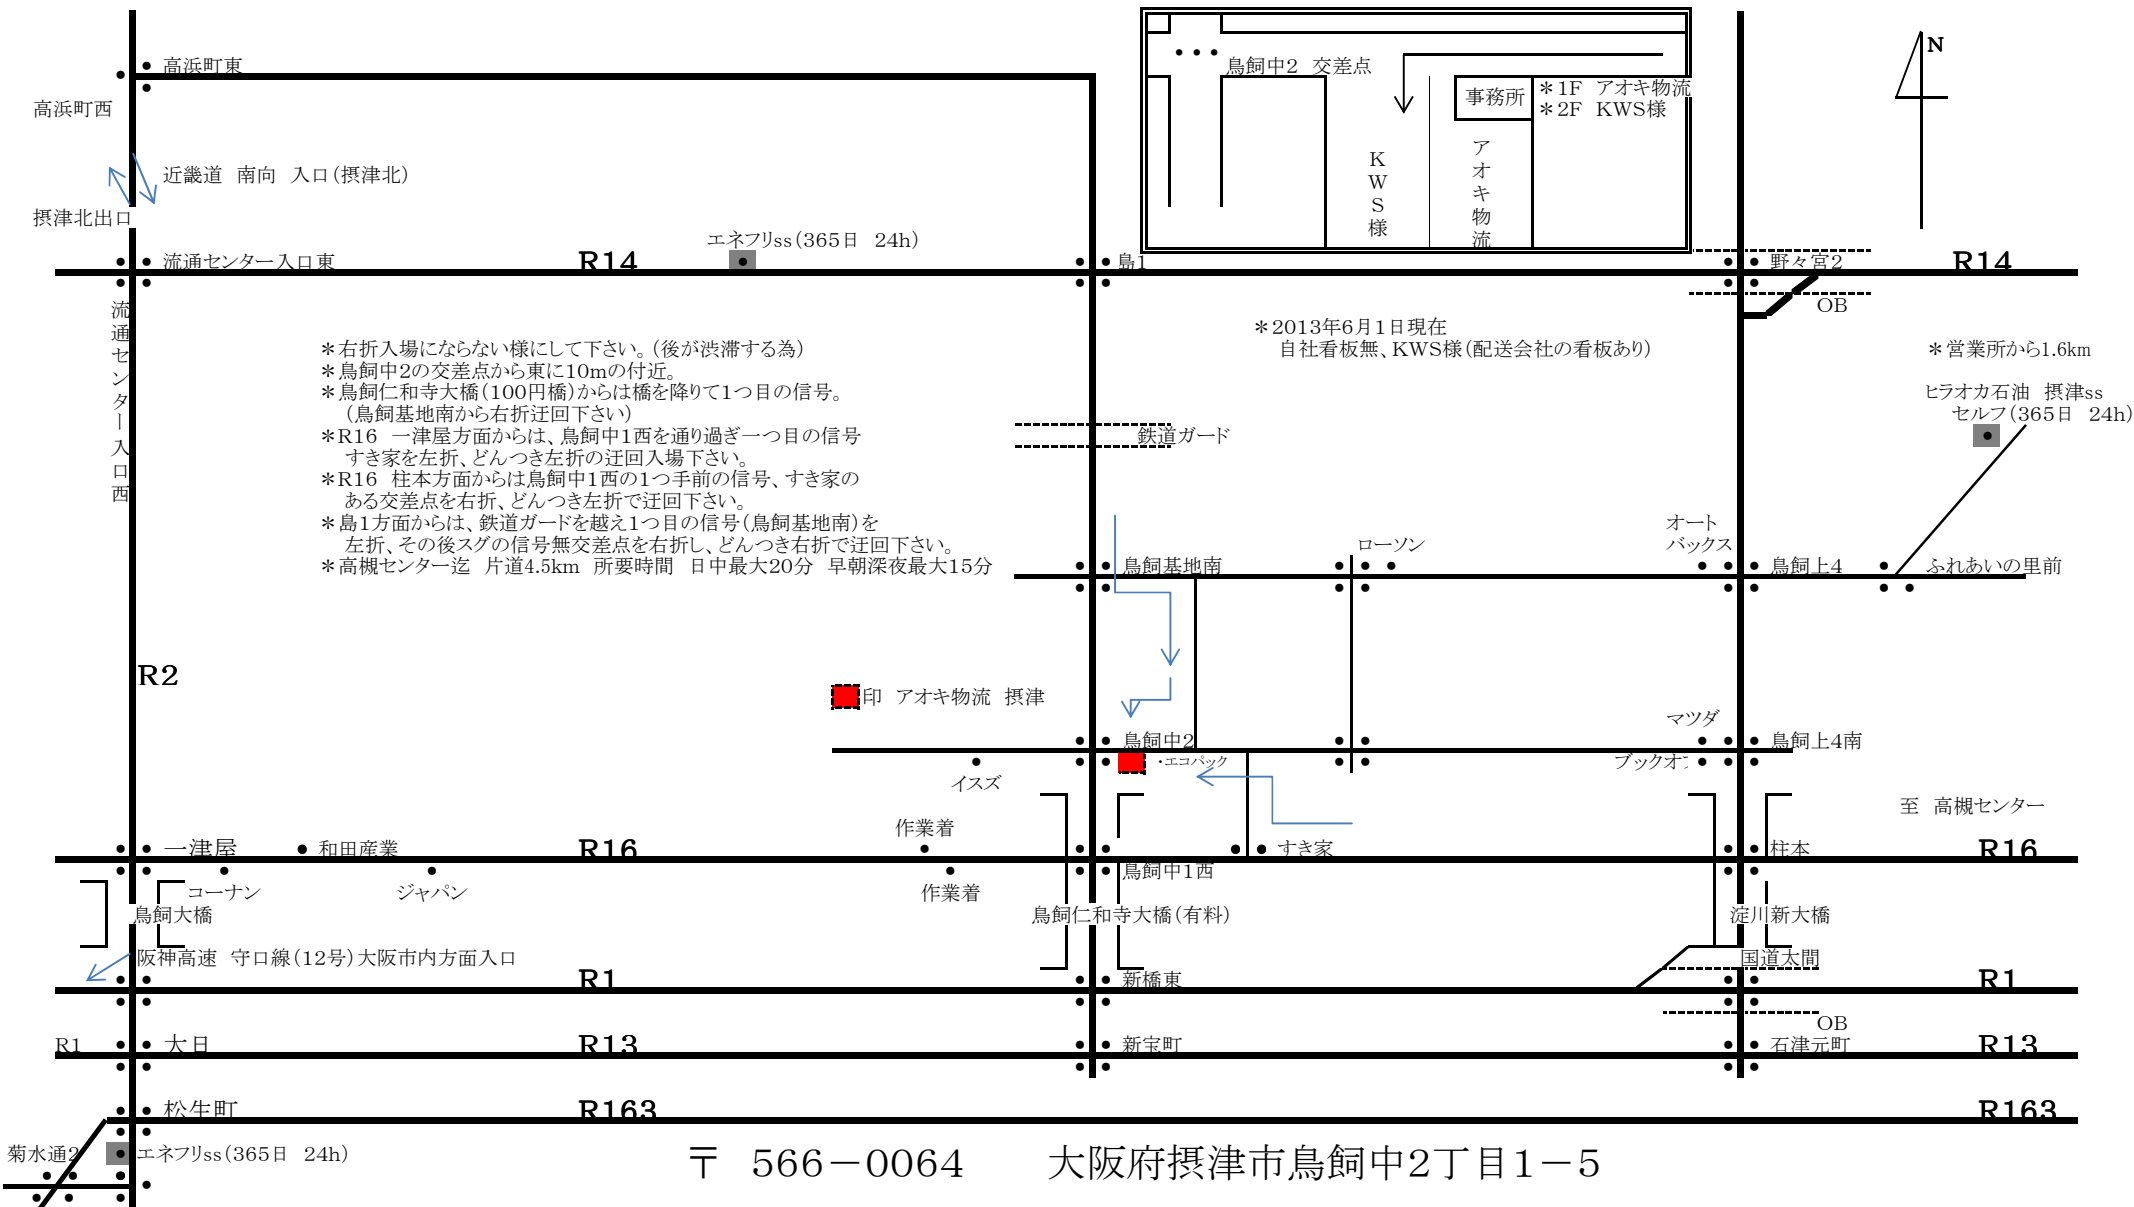 高浜町東
高浜町西
近畿道 南向 入口(摂津北)
摂津北出口
鳥飼中2 交差点
事務所
*1F アオキ物流
*2F KWS様
KWS様
アオキ物流
N
エネフリss(365日 24h)
流通センター入口東
R14
島1
野々宮2
R14
OB
流通センター入口西
*2013年6月1日現在
自社看板無、KWS様(配送会社の看板あり)
*右折入場にならない様にして下さい。(後が渋滞する為)
*鳥飼中2の交差点から東に10mの付近。
*鳥飼仁和寺大橋(100円橋)からは橋を降りて1つ目の信号。
(鳥飼基地南から右折迂回下さい)
*R16 一津屋方面からは、鳥飼中1西を通り過ぎ一つ目の信号
すき家を左折、どんつき左折の迂回入場下さい。
*R16 柱本方面からは鳥飼中1西の1つ手前の信号、すき家の
ある交差点を右折、どんつき左折で迂回下さい。
*島1方面からは、鉄道ガードを越え1つ目の信号(鳥飼基地南)を
左折、その後スグの信号無交差点を右折し、どんつき右折で迂回下さい。
*高槻センター迄 片道4.5km 所要時間 日中最大20分 早朝深夜最大15分
*営業所から1.6km
ヒラオカ石油 摂津ss
セルフ(365日 24h)
鉄道ガード
オート
バックス
ローソン
鳥飼基地南
鳥飼上4
ふれあいの里前
R2
印 アオキ物流 摂津
マツダ
鳥飼中2
鳥飼上4南
・エコパック
ブックオフ
イスズ
至 高槻センター
作業着
一津屋
和田産業
R16
すき家
柱本
R16
鳥飼中1西
コーナン
ジャパン
作業着
鳥飼大橋
鳥飼仁和寺大橋(有料)
淀川新大橋
阪神高速 守口線(12号)大阪市内方面入口
国道太間
R1
新橋東
R1
OB
R1
大日
R13
新宝町
石津元町
R13
松生町
R163
R163
菊水通2
エネフリss(365日 24h)
〒 566-0064 大阪府摂津市鳥飼中2丁目1-5